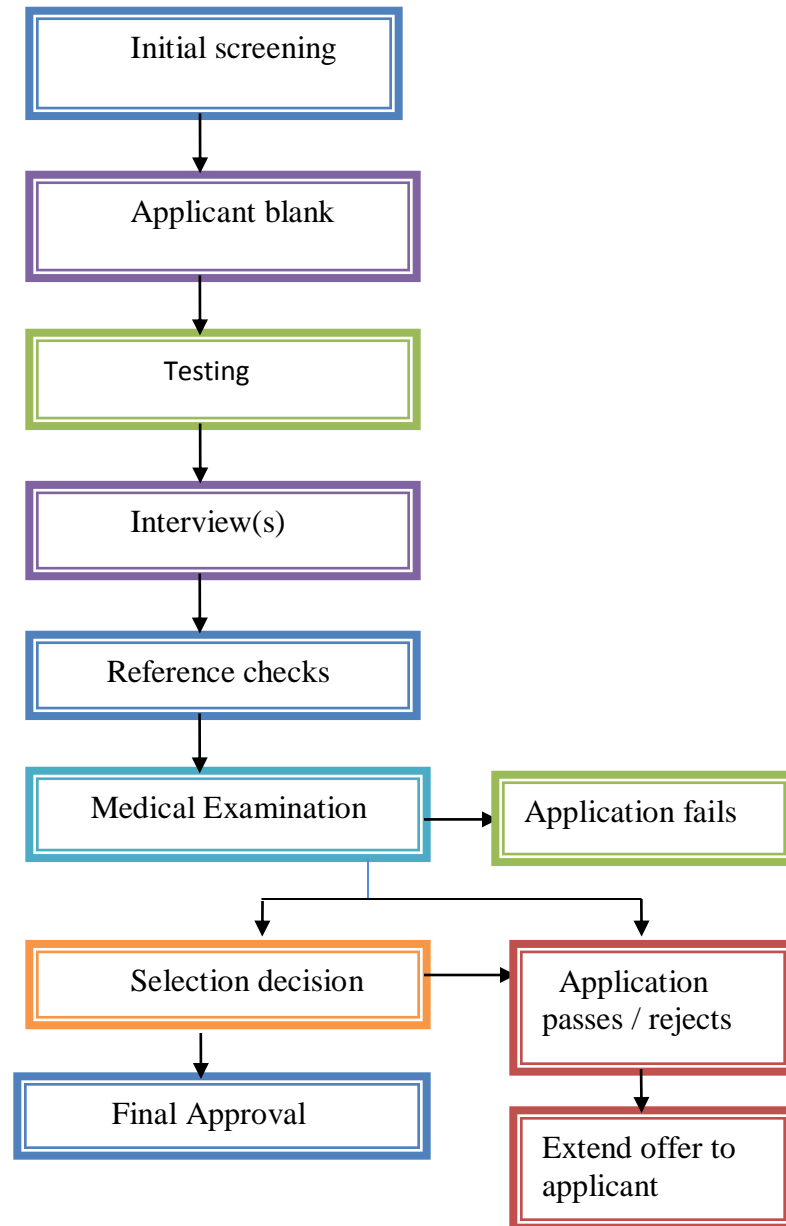 Initial screening
Applicant blank
Testing
Interview(s)
Reference checks
Medical Examination
Application fails
Selection decision
Application
passes / rejects
Final Approval
Extend offer to
applicant